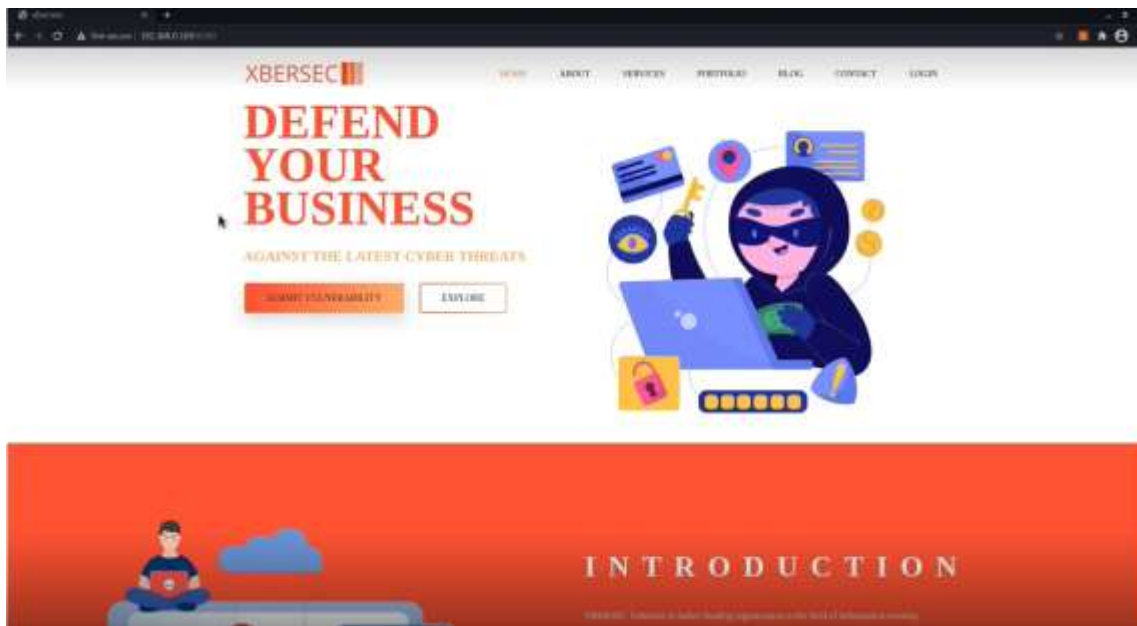 XBERSEC
HOME ABOUT SERVICES PORTFOLIO BLOG CONTACT LOGIN
DEFEND
YOUR
BUSINESS
AGAINST THE LATEST CYBER THREATS
SUBMIT VULNERABILITY EXPLORE
INTRODUCTION